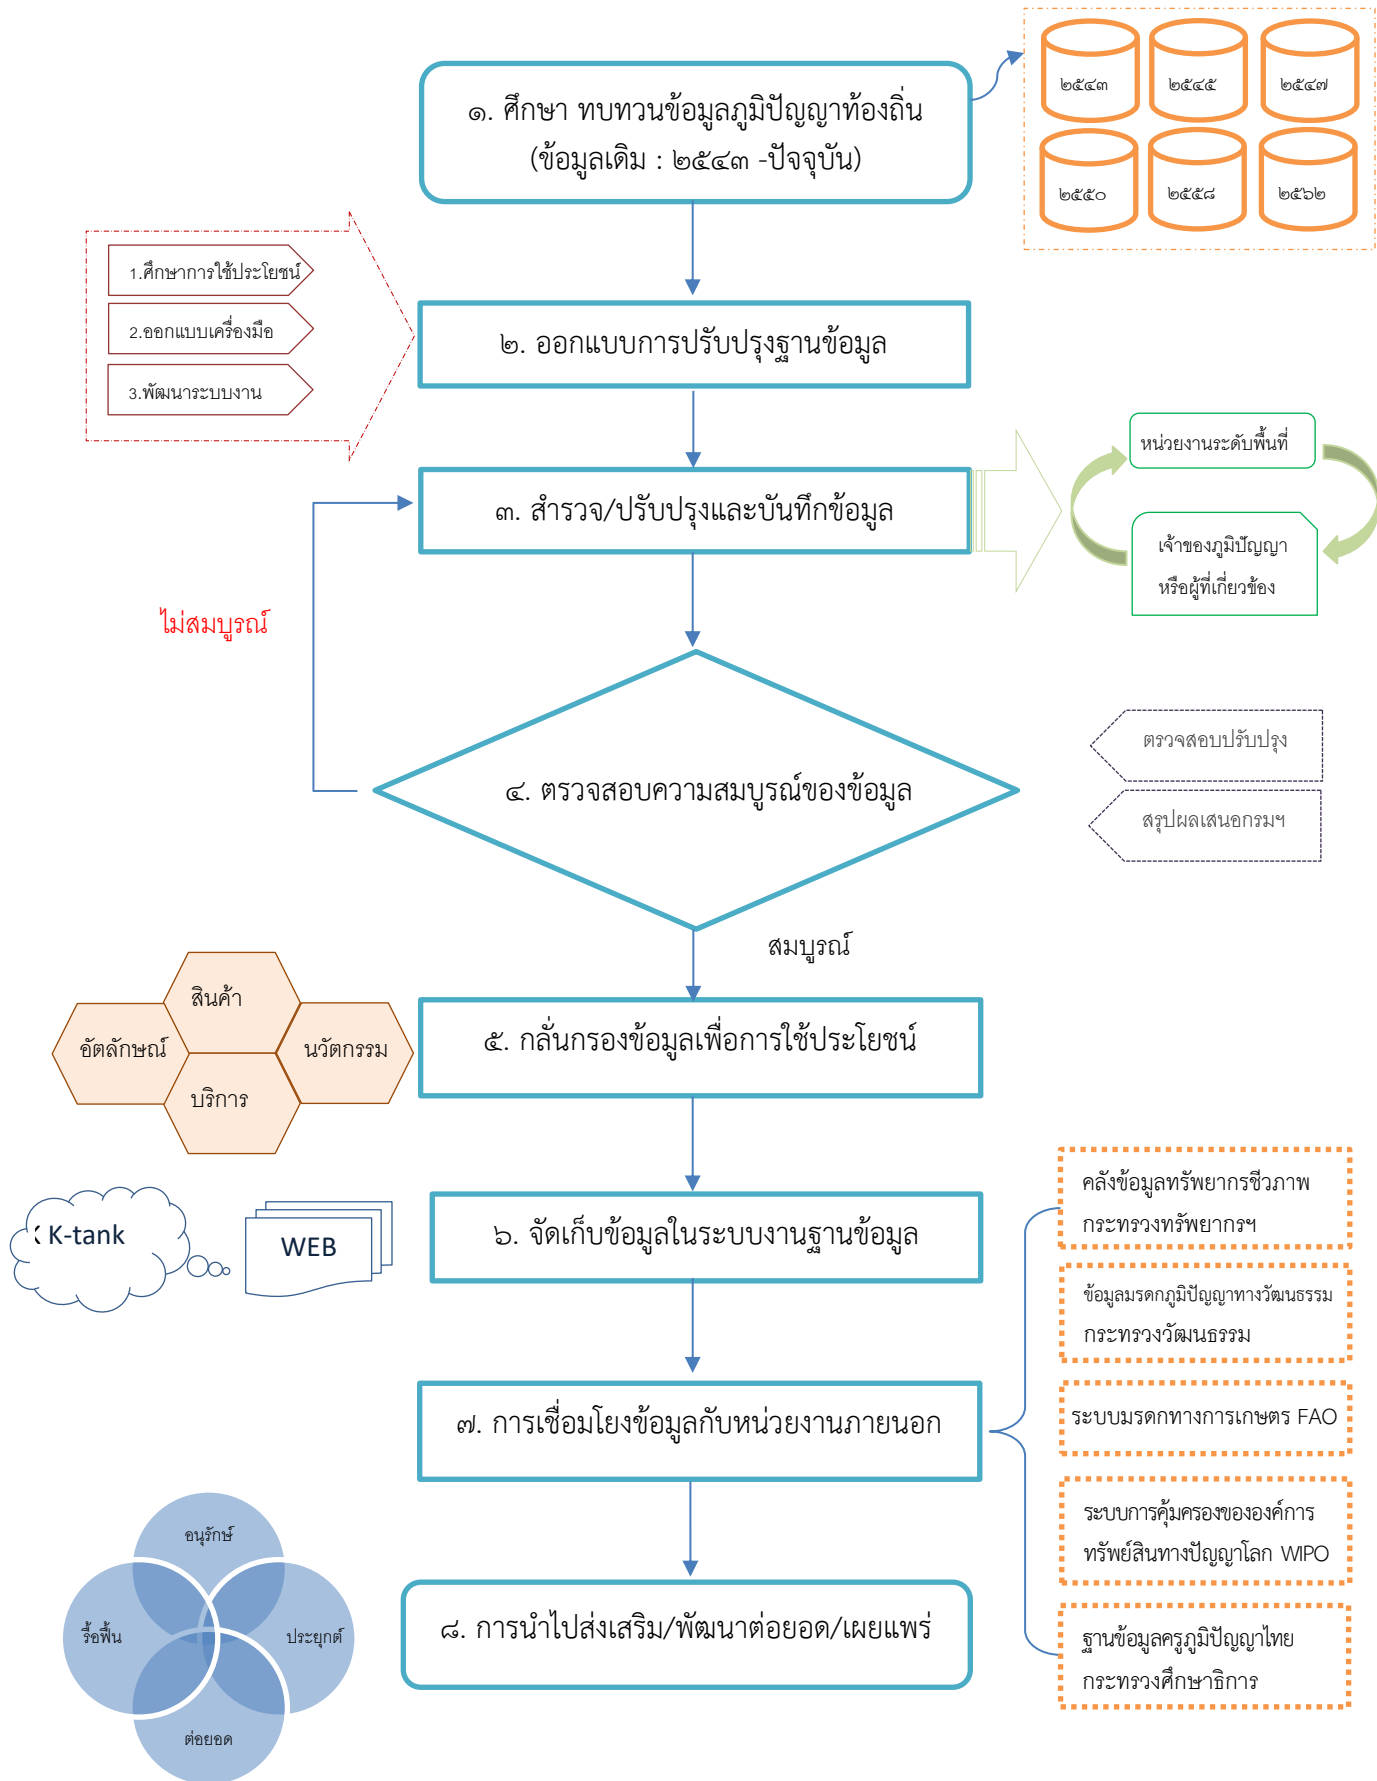 ๑. ศึกษา ทบทวนข้อมูลภูมิปัญญาท้องถิ่น
(ข้อมูลเดิม : ๒๕๔๓ -ปัจจุบัน)
๒๕๔๓
๒๕๔๕
๒๕๔๗
๒๕๕๐
๒๕๕๘
๒๕๖๒
1.ศึกษาการใช้ประโยชน์
2.ออกแบบเครื่องมือ
3.พัฒนาระบบงาน
๒. ออกแบบการปรับปรุงฐานข้อมูล
๓. สำรวจ/ปรับปรุงและบันทึกข้อมูล
หน่วยงานระดับพื้นที่
เจ้าของภูมิปัญญา
หรือผู้ที่เกี่ยวข้อง
ไม่สมบูรณ์
๔. ตรวจสอบความสมบูรณ์ของข้อมูล
ตรวจสอบปรับปรุง
สรุปผลเสนอกรมฯ
สมบูรณ์
สินค้า
อัตลักษณ์
นวัตกรรม
บริการ
๕. กลั่นกรองข้อมูลเพื่อการใช้ประโยชน์
K-tank
WEB
๖. จัดเก็บข้อมูลในระบบงานฐานข้อมูล
๗. การเชื่อมโยงข้อมูลกับหน่วยงานภายนอก
คลังข้อมูลทรัพยากรชีวภาพ
กระทรวงทรัพยากรฯ
ข้อมูลมรดกภูมิปัญญาทางวัฒนธรรม
กระทรวงวัฒนธรรม
ระบบมรดกทางการเกษตร FAO
ระบบการคุ้มครองขององค์การ
ทรัพย์สินทางปัญญาโลก WIPO
ฐานข้อมูลครูภูมิปัญญาไทย
กระทรวงศึกษาธิการ
๘. การนำไปส่งเสริม/พัฒนาต่อยอด/เผยแพร่
อนุรักษ์
รื้อฟื้น
ประยุกต์
ต่อยอด